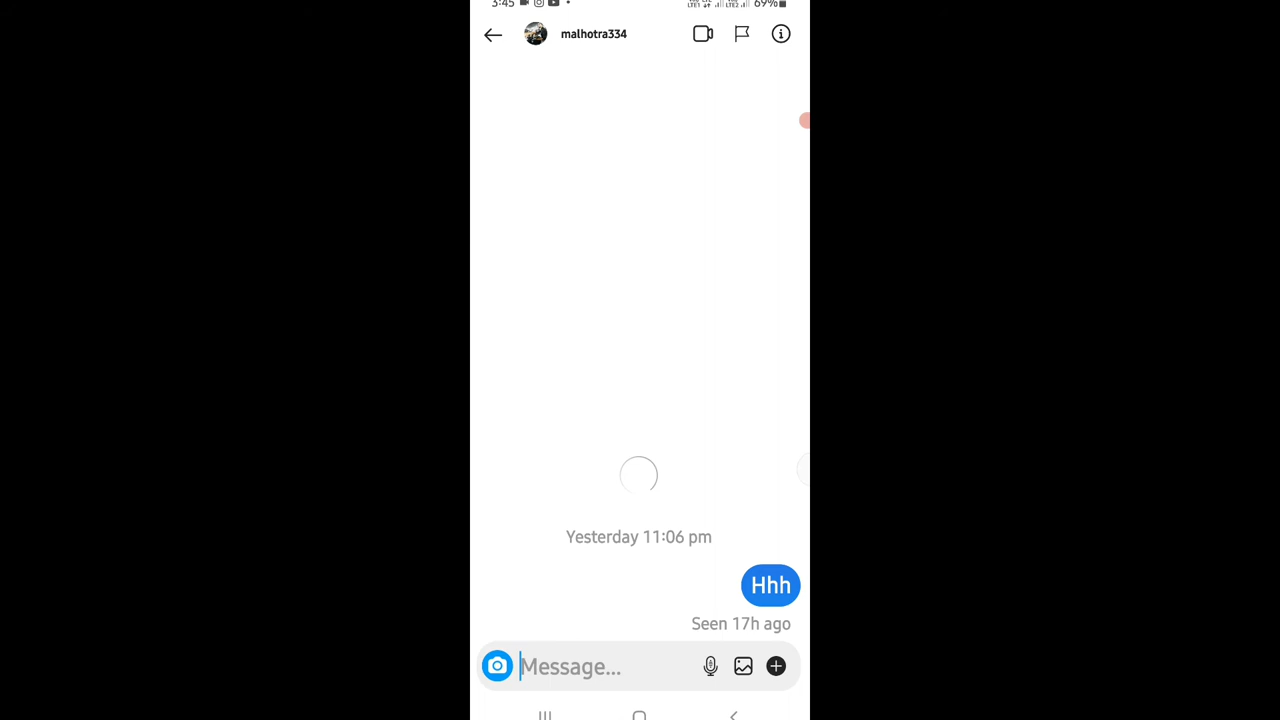 3:45 69%
malhotra334
Yesterday 11:06 pm
Hhh
Seen 17h ago
Message...